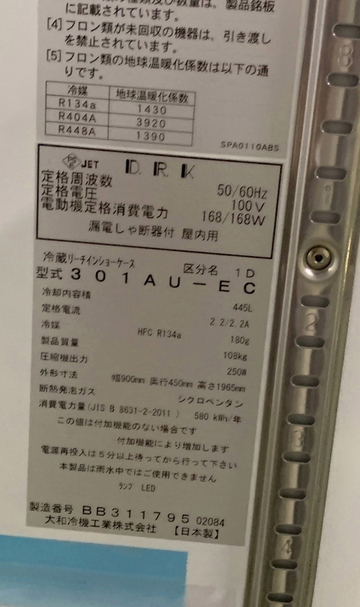 に記載されています。
[4] フロン類が未回収の機器は、引き渡し
を禁止されています。
[5] フロン類の地球温暖化係数は以下の通
りです。
冷媒 地球温暖化係数
R134a 1430
R404A 3920
R448A 1390
SPA0110ABS
JET DRK
定格周波数 50/60Hz
定格電圧 100V
電動機定格消費電力 168/168W
漏電しゃ断器付 屋内用
冷蔵リーチインショーケース 区分名 1D
型式 301AU-EC
冷却内容積 445L
定格電流 2.2/2.2A
冷媒 HFC R134a 180g
製品質量 108kg
圧縮機出力 250W
外形寸法 幅900mm 奥行450mm 高さ1965mm
断熱発泡ガス シクロペンタン
消費電力量(JIS B 8631-2-2011 ) 580 kWh/年
この値は付加機能のない場合です
付加機能により増加します
電源再投入は5分以上待ってから行って下さい
本製品は雨水中ではご使用できません
ランプ LED
製造番号 BB311795 02084
大和冷機工業株式会社 【日本製】
1
2
3
4